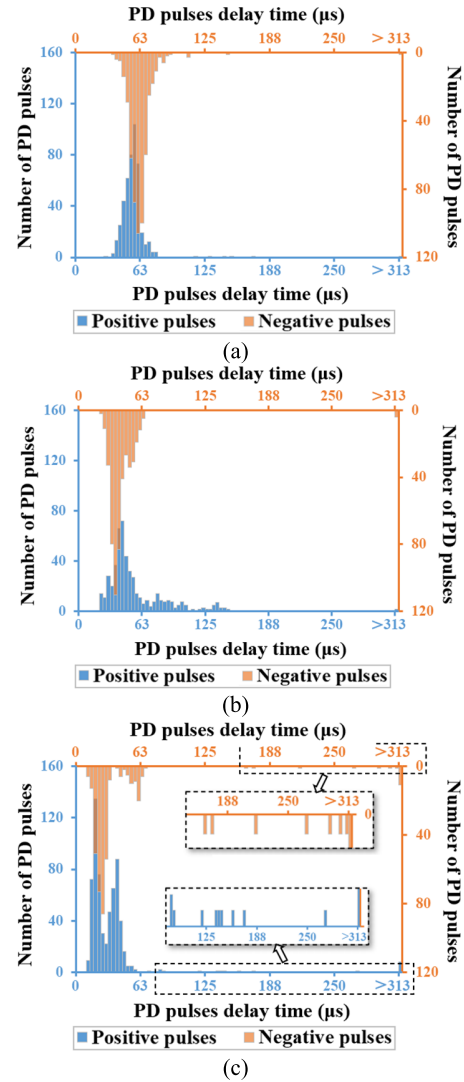 PD pulses delay time (μs)
0 63 125 188 250 >313
160 0
120 40
80 80
40
0 120
Number of PD pulses
Number of PD pulses
0 63 125 188 250 >313
PD pulses delay time (μs)
Positive pulses Negative pulses
(a)
PD pulses delay time (μs)
0 63 125 188 250 >313
160 0
120 40
80 80
40
0 120
Number of PD pulses
Number of PD pulses
0 63 125 188 250 >313
PD pulses delay time (μs)
Positive pulses Negative pulses
(b)
PD pulses delay time (μs)
0 63 125 188 250 >313
160 0
120 40
80 80
40
0 120
Number of PD pulses
Number of PD pulses
188 250 >313 0
125 188 250 >313
0 63 125 188 250 >313
PD pulses delay time (μs)
Positive pulses Negative pulses
(c)